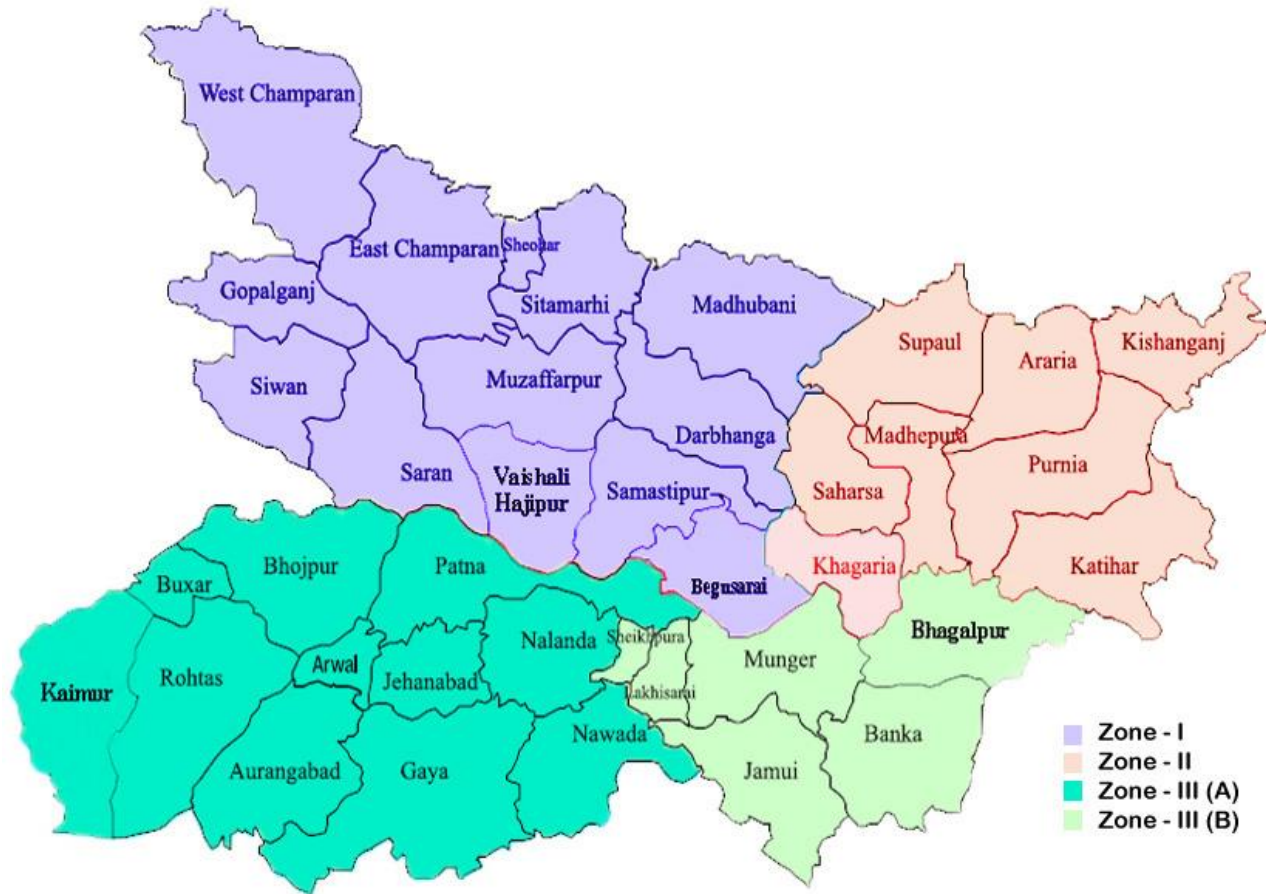 West Champaran
East Champaran
Sheohar
Gopalganj
Sitamarhi
Madhubani
Supaul
Araria
Kishanganj
Siwan
Muzaffarpur
Darbhanga
Madhepura
Purnia
Saran
Vaishali
Hajipur
Samastipur
Saharsa
Khagaria
Katihar
Begusarai
Bhojpur
Patna
Buxar
Nalanda
Sheikhpura
Munger
Bhagalpur
Kaimur
Rohtas
Arwal
Jehanabad
Lakhisarai
Nawada
Banka
Aurangabad
Gaya
Jamui
Zone - I
Zone - II
Zone - III (A)
Zone - III (B)